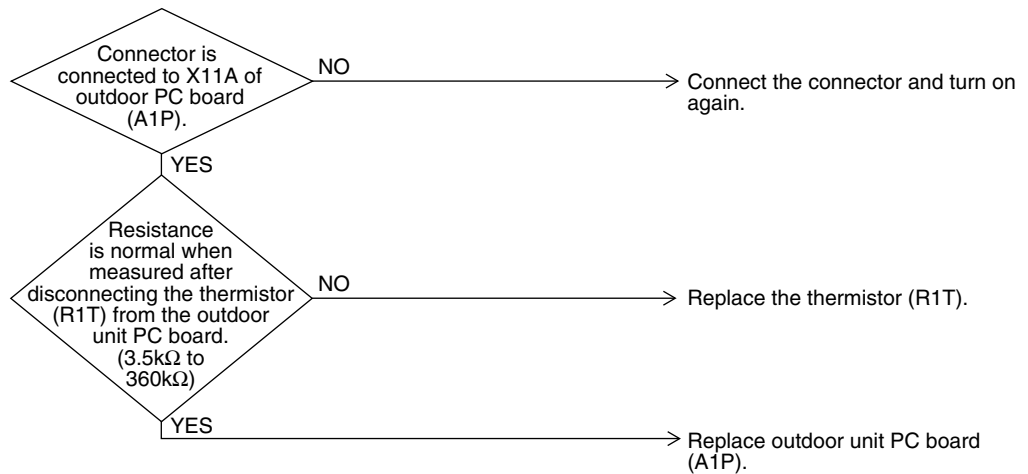 Connector is
connected to X11A of
outdoor PC board
(A1P).
NO
Connect the connector and turn on
again.
YES
Resistance
is normal when
measured after
disconnecting the thermistor
(R1T) from the outdoor
unit PC board.
(3.5kΩ to
360kΩ)
NO
Replace the thermistor (R1T).
YES
Replace outdoor unit PC board
(A1P).